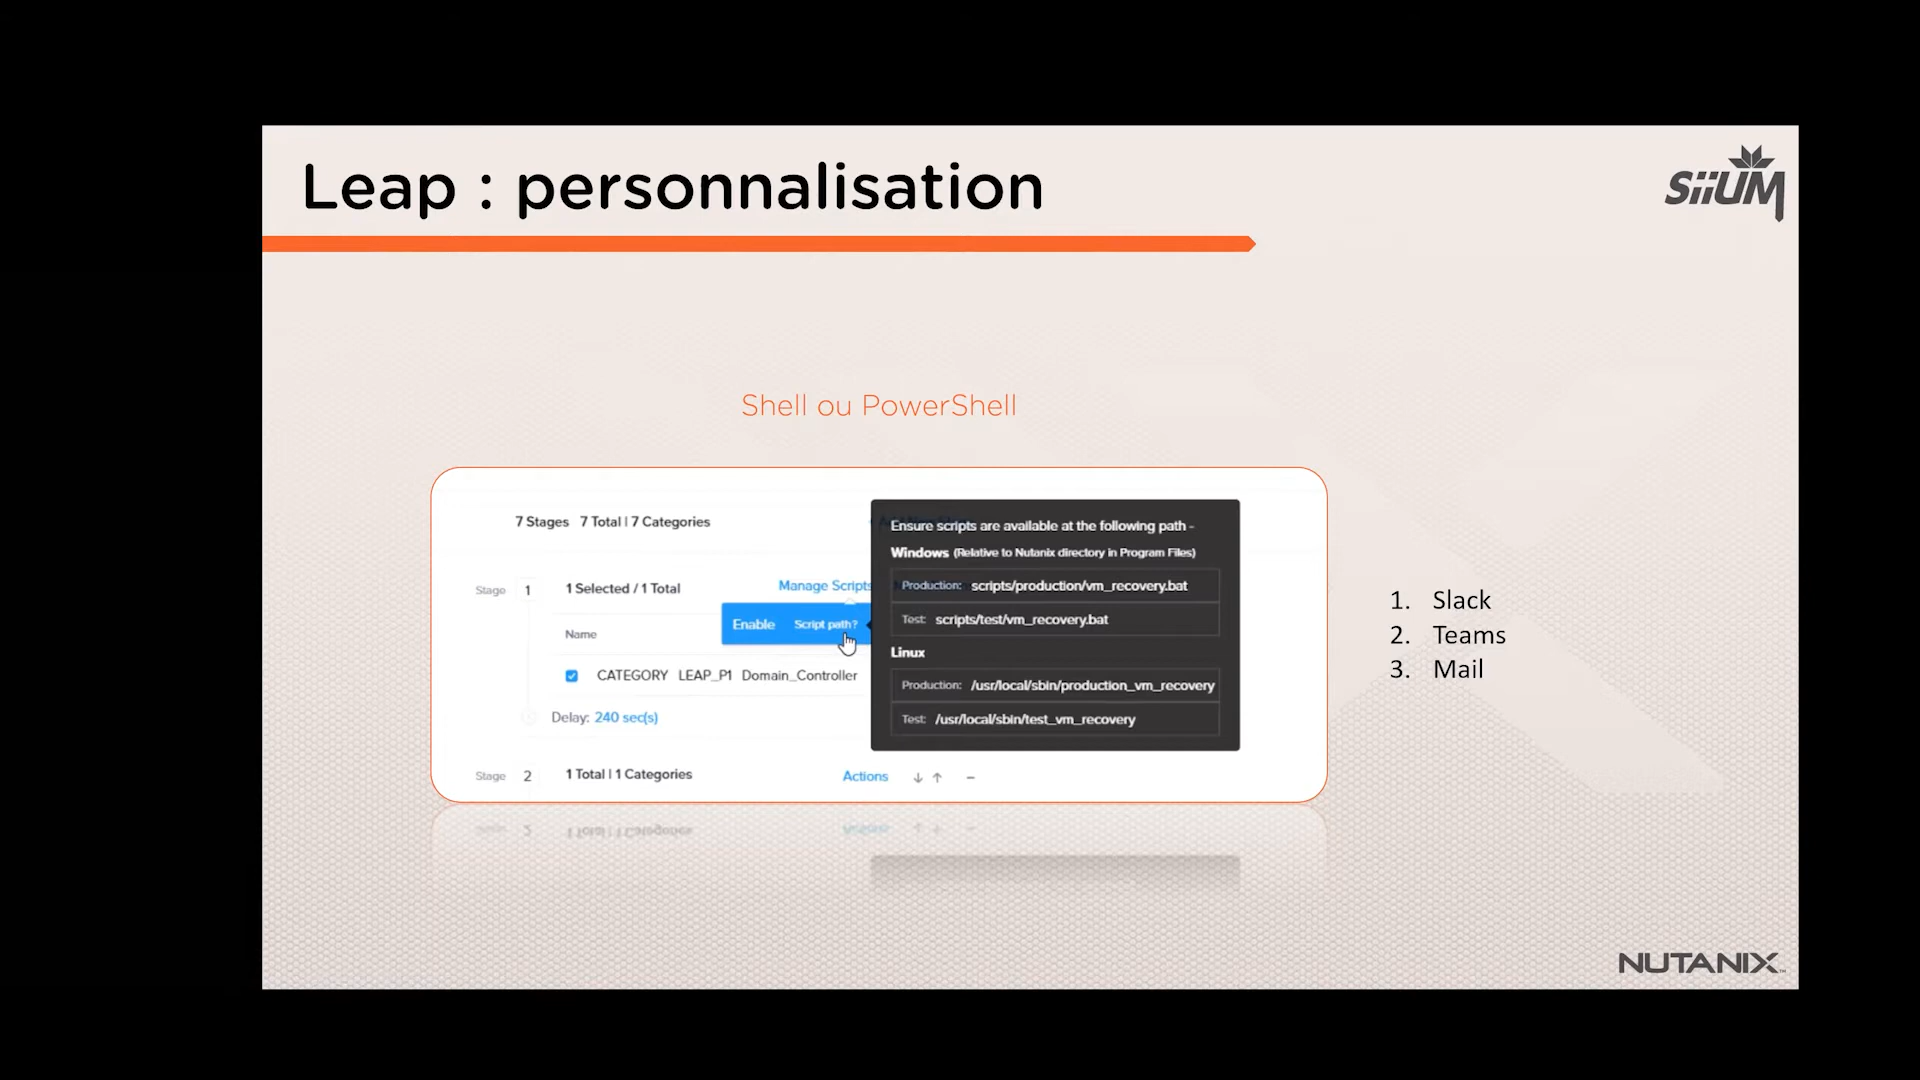 Leap : personnalisation
SiiUM
Shell ou PowerShell
7 Stages 7 Total | 7 Categories
Ensure scripts are available at the following path -
Windows (Relative to Nutanix directory in Program Files)
Production: scripts/production/vm_recovery.bat
Test: scripts/test/vm_recovery.bat
Linux
Production: /usr/local/sbin/production_vm_recovery
Test: /usr/local/sbin/test_vm_recovery
Stage 1 1 Selected / 1 Total Manage Scripts
Enable Script path?
Name
CATEGORY LEAP_P1 Domain_Controller
Delay: 240 sec(s)
Stage 2 1 Total | 1 Categories Actions
1. Slack
2. Teams
3. Mail
NUTANIX™